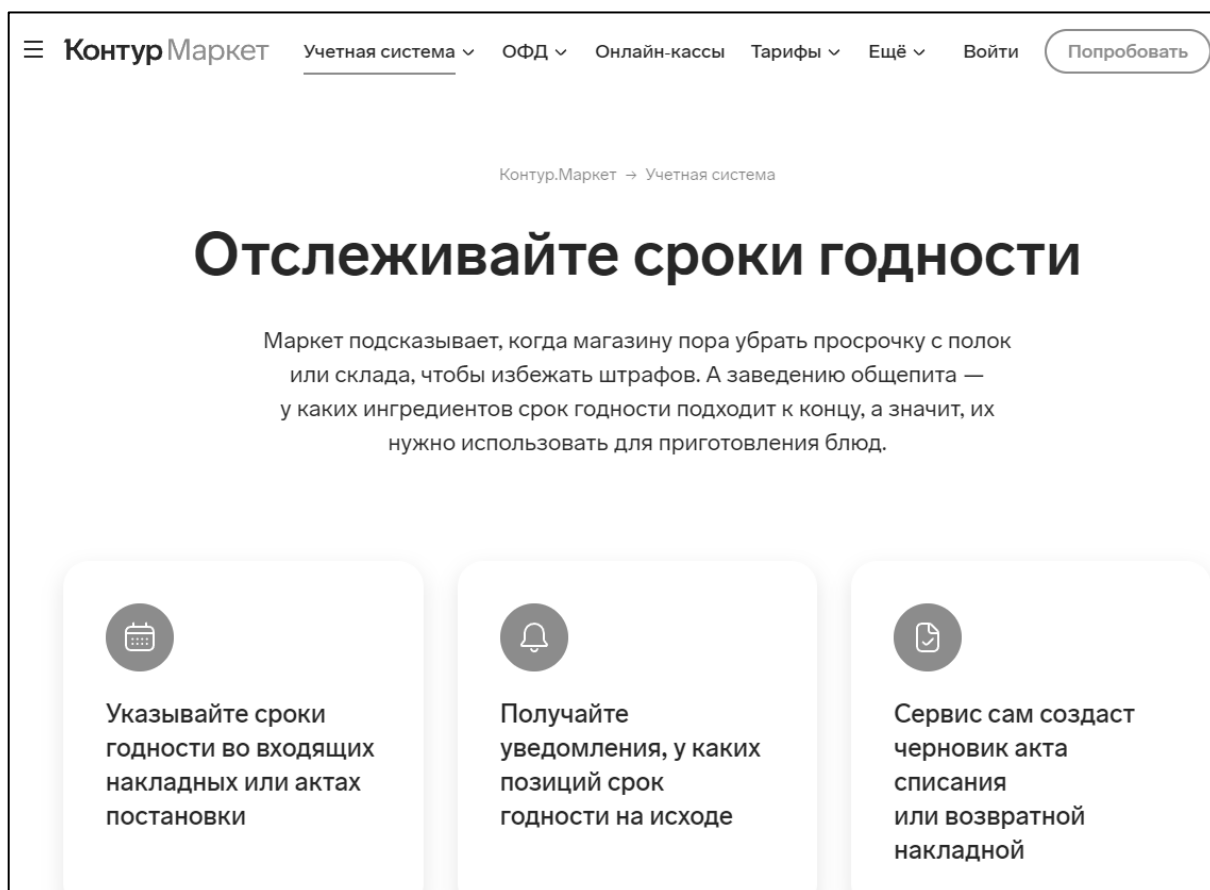 Контур Маркет Учетная система ОФД Онлайн-кассы Тарифы Ещё Войти Попробовать
Контур.Маркет → Учетная система
Отслеживайте сроки годности
Маркет подсказывает, когда магазину пора убрать просрочку с полок
или склада, чтобы избежать штрафов. А заведению общепита —
у каких ингредиентов срок годности подходит к концу, а значит, их
нужно использовать для приготовления блюд.
Указывайте сроки
годности во входящих
накладных или актах
постановки
Получайте
уведомления, у каких
позиций срок
годности на исходе
Сервис сам создаст
черновик акта
списания
или возвратной
накладной